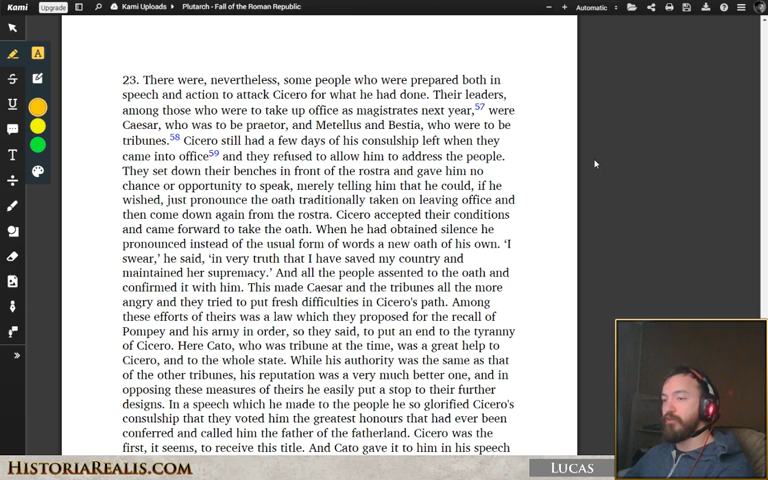 Kami Upgrade Kami Uploads Plutarch - Fall of the Roman Republic Automatic
23. There were, nevertheless, some people who were prepared both in
speech and action to attack Cicero for what he had done. Their leaders,
among those who were to take up office as magistrates next year,57 were
Caesar, who was to be praetor, and Metellus and Bestia, who were to be
tribunes.58 Cicero still had a few days of his consulship left when they
came into office59 and they refused to allow him to address the people.
They set down their benches in front of the rostra and gave him no
chance or opportunity to speak, merely telling him that he could, if he
wished, just pronounce the oath traditionally taken on leaving office and
then come down again from the rostra. Cicero accepted their conditions
and came forward to take the oath. When he had obtained silence he
pronounced instead of the usual form of words a new oath of his own. 'I
swear,' he said, 'in very truth that I have saved my country and
maintained her supremacy.' And all the people assented to the oath and
confirmed it with him. This made Caesar and the tribunes all the more
angry and they tried to put fresh difficulties in Cicero's path. Among
these efforts of theirs was a law which they proposed for the recall of
Pompey and his army in order, so they said, to put an end to the tyranny
of Cicero. Here Cato, who was tribune at the time, was a great help to
Cicero, and to the whole state. While his authority was the same as that
of the other tribunes, his reputation was a very much better one, and in
opposing these measures of theirs he easily put a stop to their further
designs. In a speech which he made to the people he so glorified Cicero's
consulship that they voted him the greatest honours that had ever been
conferred and called him the father of the fatherland. Cicero was the
first, it seems, to receive this title. And Cato gave it to him in his speech
HISTORIAREALIS.COM
LUCAS